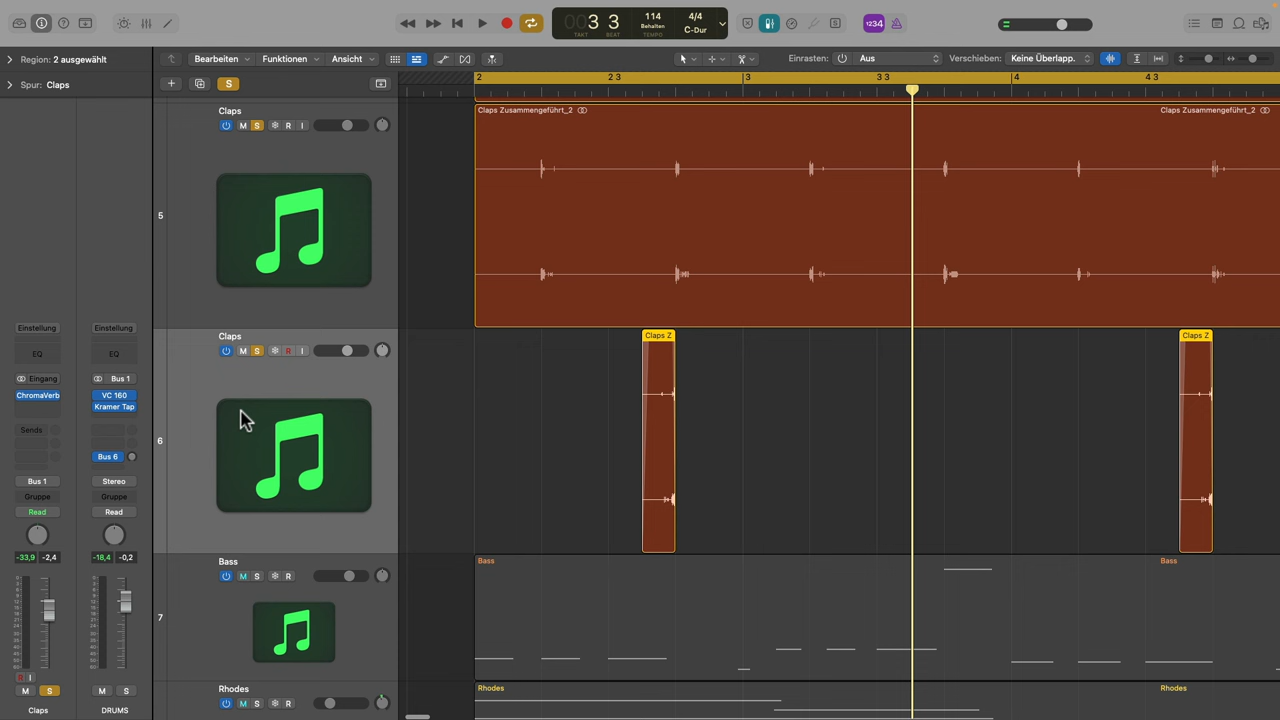 3 3 114 4/4
00
Behalten C-Dur
TAKT BEAT TEMPO
1234
Region: 2 ausgewählt
Bearbeiten Funktionen Ansicht
Einrasten: Aus Verschieben: Keine Überlapp.
Spur: Claps
S
2 2 3 3 3 3 4 4 3
Claps
M S R I
5
Claps Zusammengeführt_2 Claps Zusammengeführt_2
Claps
M S R I
6
Claps Z Claps Z
Bass
M S R
7
Bass Bass
Rhodes
M S R
Rhodes Rhodes
Einstellung Einstellung
EQ EQ
Eingang Bus 1
ChromaVerb VC 160
Kramer Tap
Sends
Bus 6
Bus 1 Stereo
Gruppe Gruppe
Read Read
-33,9 -2,4 -18,4 -0,2
R I
M S M S
Claps DRUMS